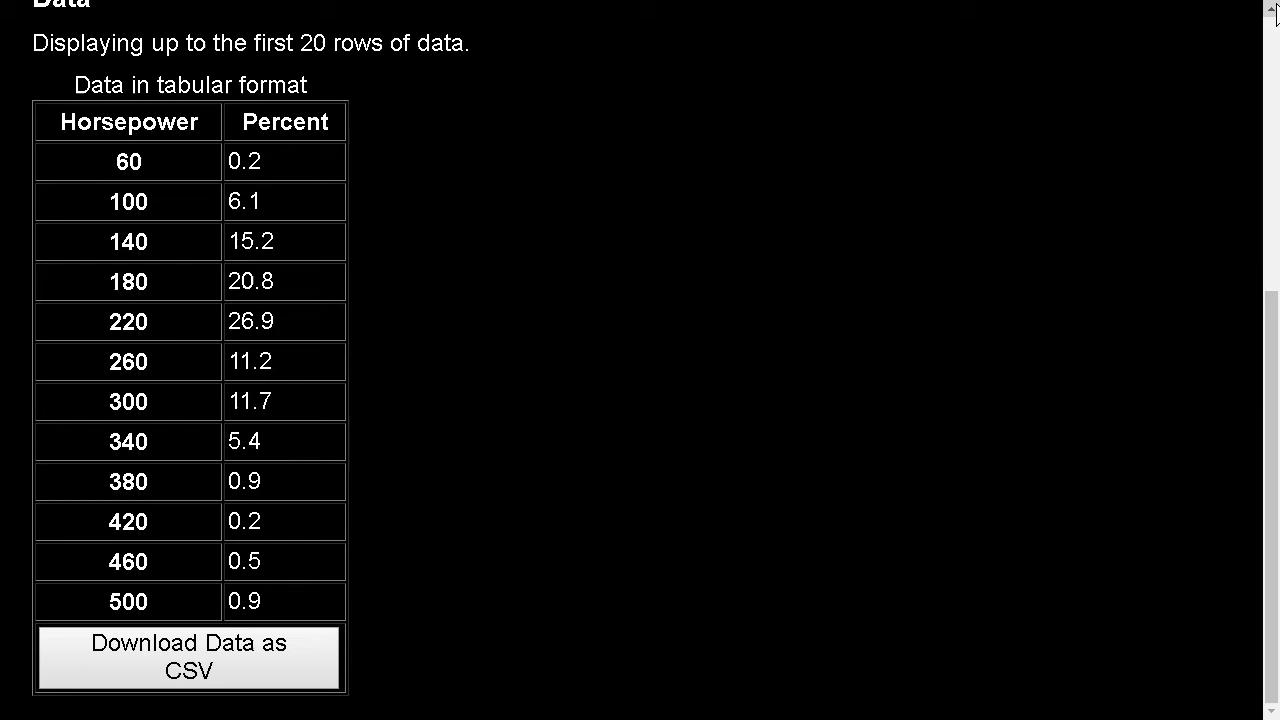 Data
Displaying up to the first 20 rows of data.
Data in tabular format
Horsepower Percent
60 0.2
100 6.1
140 15.2
180 20.8
220 26.9
260 11.2
300 11.7
340 5.4
380 0.9
420 0.2
460 0.5
500 0.9
Download Data as
CSV